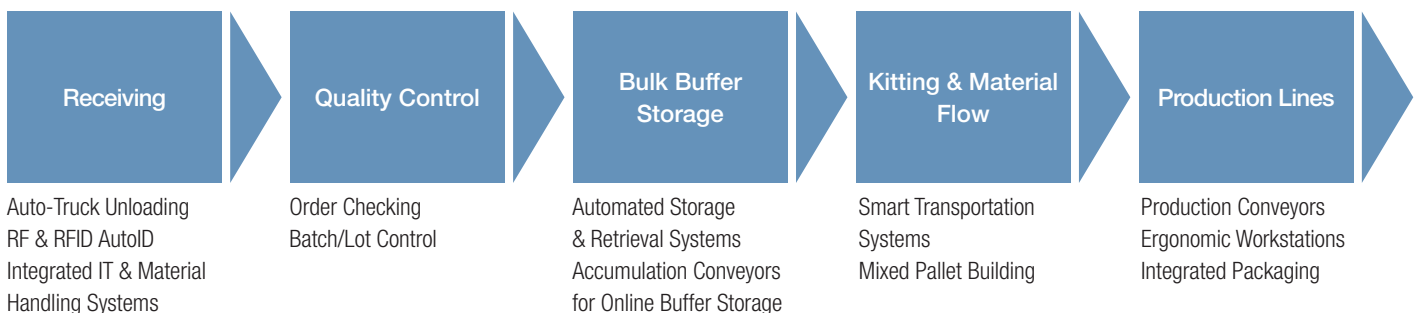 Receiving
Quality Control
Bulk Buffer
Storage
Kitting & Material
Flow
Production Lines
Auto-Truck Unloading
RF & RFID AutoID
Integrated IT & Material
Handling Systems
Order Checking
Batch/Lot Control
Automated Storage
& Retrieval Systems
Accumulation Conveyors
for Online Buffer Storage
Smart Transportation
Systems
Mixed Pallet Building
Production Conveyors
Ergonomic Workstations
Integrated Packaging